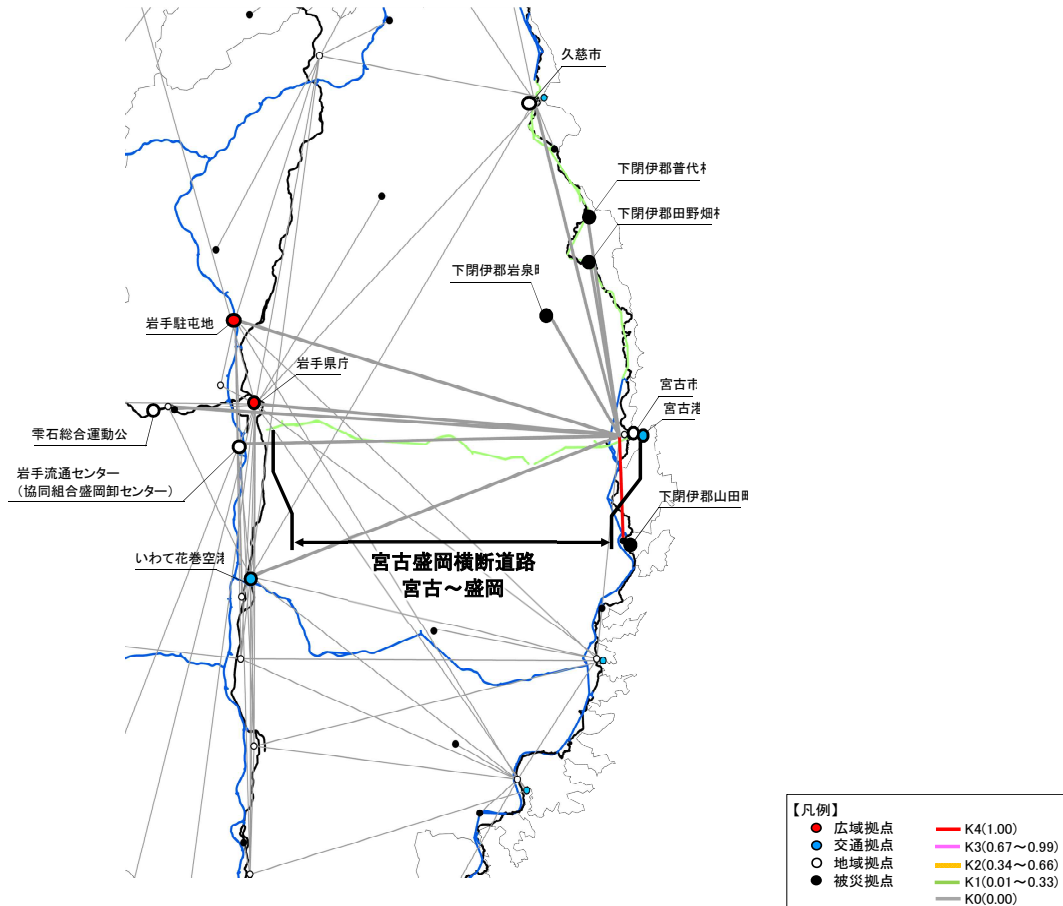 久慈市
下閉伊郡普代
下閉伊郡田野畑
下閉伊郡岩泉
岩手駐屯地
岩手県庁
宮古市
宮古港
雫石総合運動公
岩手流通センター
（協同組合盛岡卸センター）
下閉伊郡山田町
いわて花巻空港
宮古盛岡横断道路
宮古～盛岡
【凡例】
広域拠点
交通拠点
地域拠点
被災拠点
K4(1.00)
K3(0.67～0.99)
K2(0.34～0.66)
K1(0.01～0.33)
K0(0.00)